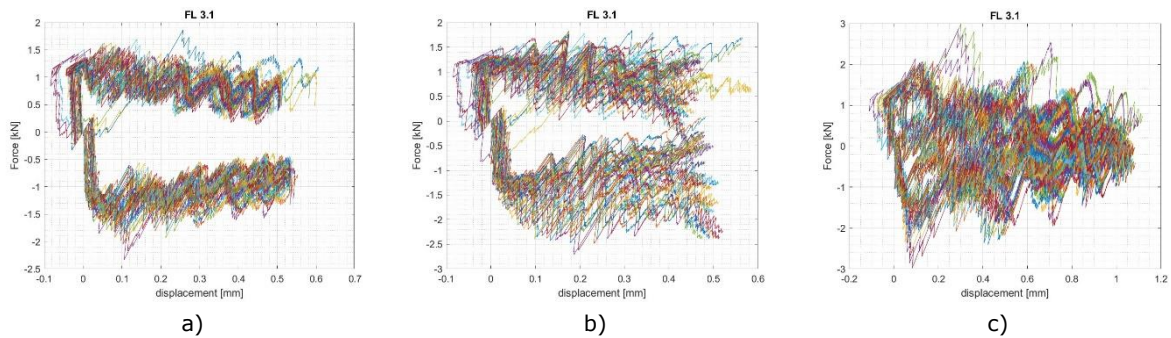 FL 3.1
2
1.5
1
0.5
0
-0.5
-1
-1.5
-2
-2.5
Force [kN]
-0.1 0 0.1 0.2 0.3 0.4 0.5 0.6 0.7
displacement [mm]
a)
FL 3.1
2
1.5
1
0.5
0
-0.5
-1
-1.5
-2
-2.5
-3
Force [kN]
-0.1 0 0.1 0.2 0.3 0.4 0.5 0.6
displacement [mm]
b)
FL 3.1
3
2
1
0
-1
-2
-3
Force [kN]
-0.2 0 0.2 0.4 0.6 0.8 1 1.2
displacement [mm]
c)